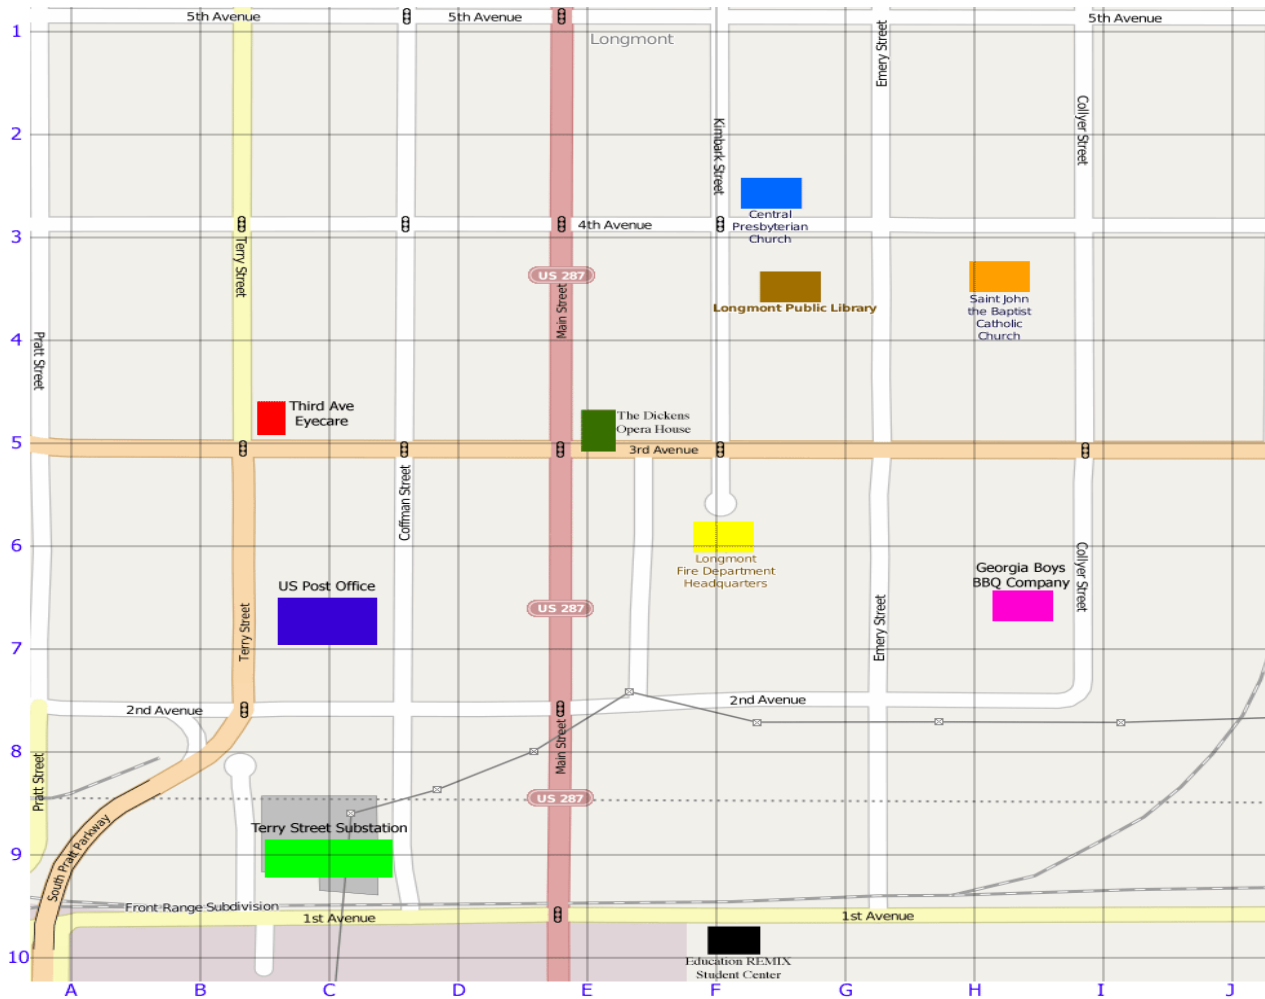 5th Avenue
5th Avenue
5th Avenue
1
Longmont
Emery Street
2
Kimbark Street
Collyer Street
Central
Presbyterian
Church
4th Avenue
3
Terry Street
US 287
Saint John
the Baptist
Catholic
Church
Longmont Public Library
Main Street
4
Pratt Street
Third Ave
Eyecare
The Dickens
Opera House
5
3rd Avenue
Coffman Street
6
Longmont
Fire Department
Headquarters
Collyer Street
Georgia Boys
BBQ Company
US Post Office
US 287
Terry Street
Emery Street
7
2nd Avenue
2nd Avenue
Main Street
8
Pratt Street
US 287
Terry Street Substation
South Pratt Parkway
9
Front Range Subdivision
1st Avenue
1st Avenue
10
Education REMIX
Student Center
A B C D E F G H I J